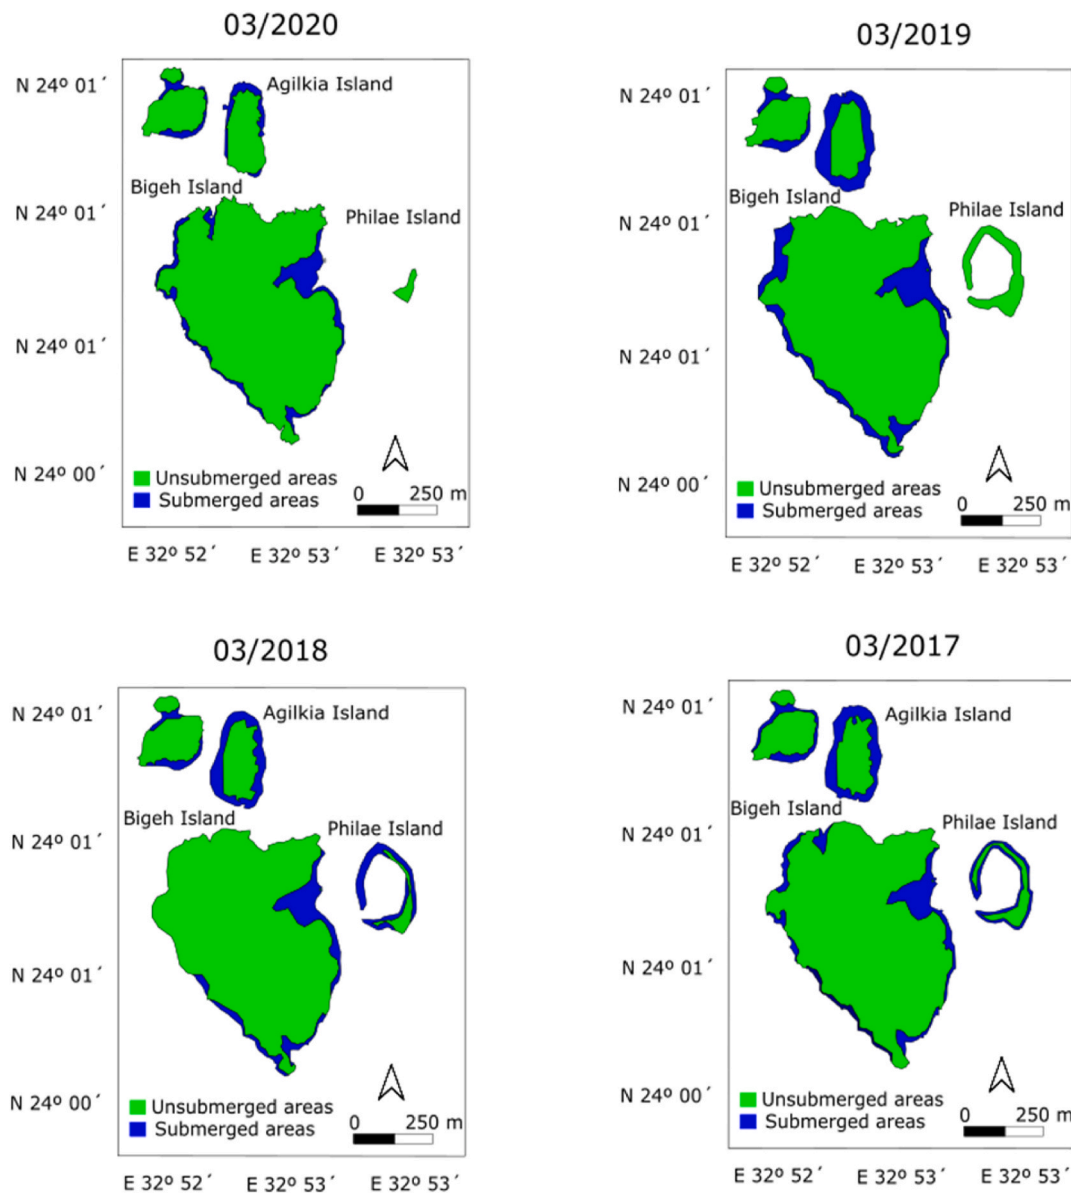 03/2020
N 24º 01´
Agilkia Island
Bigeh Island
N 24º 01´
Philae Island
N 24º 01´
N 24º 00´
Unsubmerged areas
Submerged areas
0 250 m
E 32º 52´ E 32º 53´ E 32º 53´
03/2019
N 24º 01´
Bigeh Island
N 24º 01´
Philae Island
N 24º 01´
N 24º 00´
Unsubmerged areas
Submerged areas
0 250 m
E 32º 52´ E 32º 53´ E 32º 53´
03/2018
N 24º 01´
Agilkia Island
Bigeh Island
N 24º 01´
Philae Island
N 24º 01´
N 24º 00´
Unsubmerged areas
Submerged areas
0 250 m
E 32º 52´ E 32º 53´ E 32º 53´
03/2017
N 24º 01´
Agilkia Island
Bigeh Island
N 24º 01´
Philae Island
N 24º 01´
N 24º 00´
Unsubmerged areas
Submerged areas
0 250 m
E 32º 52´ E 32º 53´ E 32º 53´